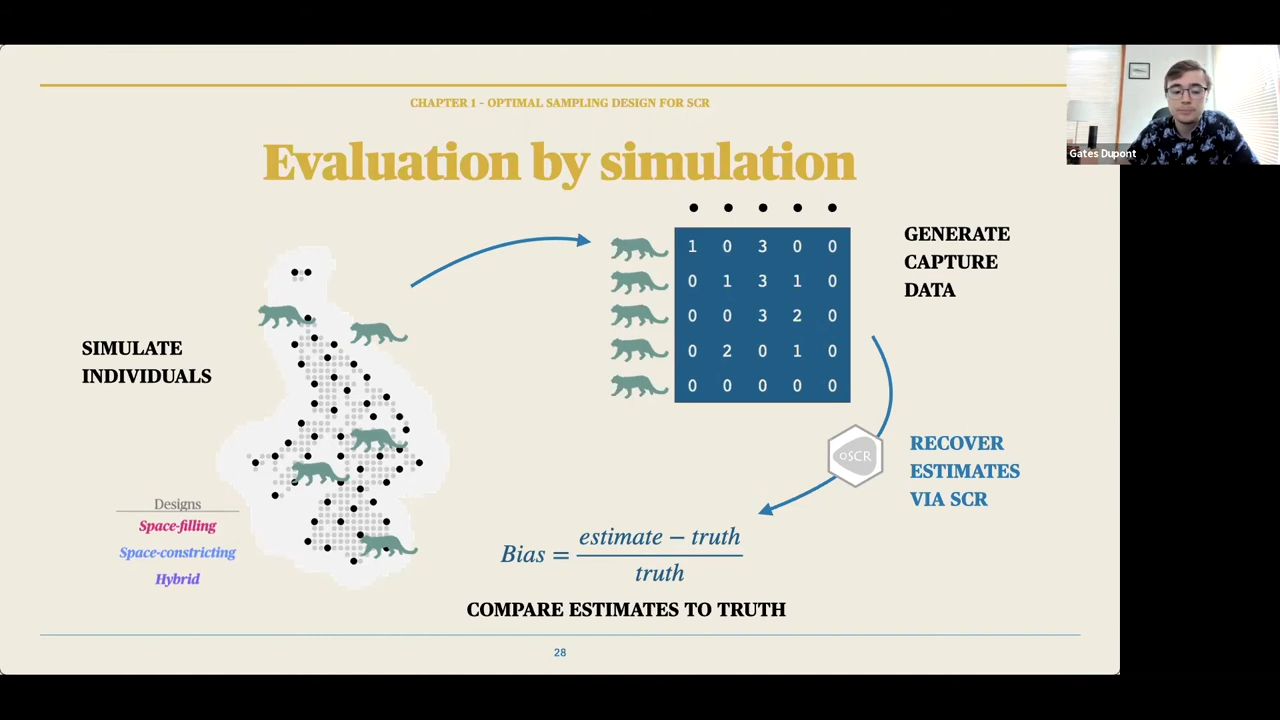 CHAPTER 1 - OPTIMAL SAMPLING DESIGN FOR SCR
Evaluation by simulation
Gates Dupont
SIMULATE
INDIVIDUALS
1 0 3 0 0
0 1 3 1 0
0 0 3 2 0
0 2 0 1 0
0 0 0 0 0
GENERATE
CAPTURE
DATA
oSCR
RECOVER
ESTIMATES
VIA SCR
Designs
Space-filling
Space-constricting
Hybrid
Bias = estimate − truth
truth
COMPARE ESTIMATES TO TRUTH
28